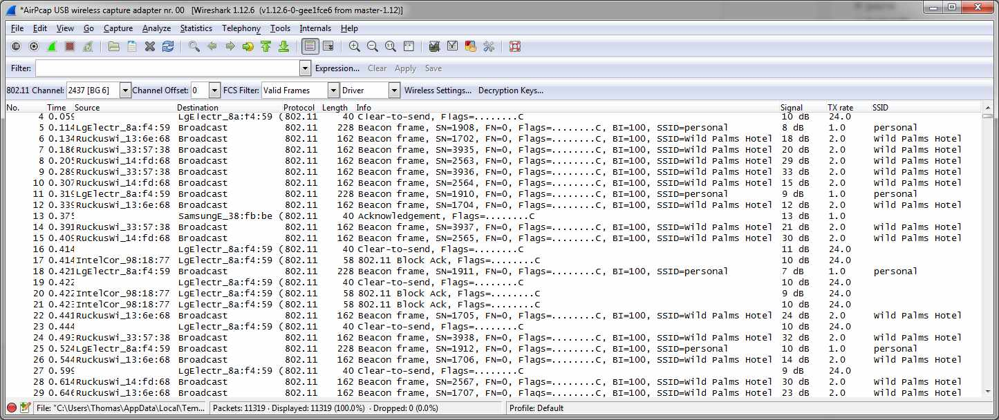 *AirPcap USB wireless capture adapter nr. 00 [Wireshark 1.12.6 (v1.12.6-0-gee1fce6 from master-1.12)]
File Edit View Go Capture Analyze Statistics Telephony Tools Internals Help
Filter: Expression... Clear Apply Save
802.11 Channel: 2437 [BG 6] Channel Offset: 0 FCS Filter: Valid Frames Driver Wireless Settings... Decryption Keys...
No. Time Source Destination Protocol Length Info Signal TX rate SSID
4 0.059 LgElectr_8a:f4:59 (802.11 40 Clear-to-send, Flags=........C 10 dB 24.0
5 0.114 LgElectr_8a:f4:59 Broadcast 802.11 228 Beacon frame, SN=1908, FN=0, Flags=........C, BI=100, SSID=personal 8 dB 1.0 personal
6 0.134 RuckusWi_13:6e:68 Broadcast 802.11 162 Beacon frame, SN=1702, FN=0, Flags=........C, BI=100, SSID=Wild Palms Hotel 18 dB 2.0 Wild Palms Hotel
7 0.186 RuckusWi_33:57:38 Broadcast 802.11 162 Beacon frame, SN=3935, FN=0, Flags=........C, BI=100, SSID=Wild Palms Hotel 20 dB 2.0 Wild Palms Hotel
8 0.205 RuckusWi_14:fd:68 Broadcast 802.11 162 Beacon frame, SN=2563, FN=0, Flags=........C, BI=100, SSID=Wild Palms Hotel 29 dB 2.0 Wild Palms Hotel
9 0.289 RuckusWi_33:57:38 Broadcast 802.11 162 Beacon frame, SN=3936, FN=0, Flags=........C, BI=100, SSID=Wild Palms Hotel 33 dB 2.0 Wild Palms Hotel
10 0.307 RuckusWi_14:fd:68 Broadcast 802.11 162 Beacon frame, SN=2564, FN=0, Flags=........C, BI=100, SSID=Wild Palms Hotel 15 dB 2.0 Wild Palms Hotel
11 0.319 LgElectr_8a:f4:59 Broadcast 802.11 228 Beacon frame, SN=1910, FN=0, Flags=........C, BI=100, SSID=personal 9 dB 1.0 personal
12 0.339 RuckusWi_13:6e:68 Broadcast 802.11 162 Beacon frame, SN=1704, FN=0, Flags=........C, BI=100, SSID=Wild Palms Hotel 12 dB 2.0 Wild Palms Hotel
13 0.375 SamsungE_38:fb:be (802.11 40 Acknowledgement, Flags=........C 13 dB 1.0
14 0.391 RuckusWi_33:57:38 Broadcast 802.11 162 Beacon frame, SN=3937, FN=0, Flags=........C, BI=100, SSID=Wild Palms Hotel 21 dB 2.0 Wild Palms Hotel
15 0.409 RuckusWi_14:fd:68 Broadcast 802.11 162 Beacon frame, SN=2565, FN=0, Flags=........C, BI=100, SSID=Wild Palms Hotel 30 dB 2.0 Wild Palms Hotel
16 0.414 LgElectr_8a:f4:59 (802.11 40 Clear-to-send, Flags=........C 11 dB 24.0
17 0.414 IntelCor_98:18:77 LgElectr_8a:f4:59 (802.11 58 802.11 Block Ack, Flags=........C 10 dB 24.0
18 0.421 LgElectr_8a:f4:59 Broadcast 802.11 228 Beacon frame, SN=1911, FN=0, Flags=........C, BI=100, SSID=personal 7 dB 1.0 personal
19 0.422 LgElectr_8a:f4:59 (802.11 40 Clear-to-send, Flags=........C 10 dB 24.0
20 0.422 IntelCor_98:18:77 LgElectr_8a:f4:59 (802.11 58 802.11 Block Ack, Flags=........C 9 dB 24.0
21 0.423 IntelCor_98:18:77 LgElectr_8a:f4:59 (802.11 58 802.11 Block Ack, Flags=........C 10 dB 24.0
22 0.441 RuckusWi_13:6e:68 Broadcast 802.11 162 Beacon frame, SN=1705, FN=0, Flags=........C, BI=100, SSID=Wild Palms Hotel 24 dB 2.0 Wild Palms Hotel
23 0.444 LgElectr_8a:f4:59 (802.11 40 Clear-to-send, Flags=........C 10 dB 24.0
24 0.493 RuckusWi_33:57:38 Broadcast 802.11 162 Beacon frame, SN=3938, FN=0, Flags=........C, BI=100, SSID=Wild Palms Hotel 32 dB 2.0 Wild Palms Hotel
25 0.524 LgElectr_8a:f4:59 Broadcast 802.11 228 Beacon frame, SN=1912, FN=0, Flags=........C, BI=100, SSID=personal 10 dB 1.0 personal
26 0.544 RuckusWi_13:6e:68 Broadcast 802.11 162 Beacon frame, SN=1706, FN=0, Flags=........C, BI=100, SSID=Wild Palms Hotel 14 dB 2.0 Wild Palms Hotel
27 0.599 LgElectr_8a:f4:59 (802.11 40 Clear-to-send, Flags=........C 9 dB 24.0
28 0.614 RuckusWi_14:fd:68 Broadcast 802.11 162 Beacon frame, SN=2567, FN=0, Flags=........C, BI=100, SSID=Wild Palms Hotel 30 dB 2.0 Wild Palms Hotel
29 0.646 RuckusWi_13:6e:68 Broadcast 802.11 162 Beacon frame, SN=1707, FN=0, Flags=........C, BI=100, SSID=Wild Palms Hotel 23 dB 2.0 Wild Palms Hotel
File: "C:\Users\Thomas\AppData\Local\Tem... Packets: 11319 · Displayed: 11319 (100.0%) · Dropped: 0 (0.0%) Profile: Default